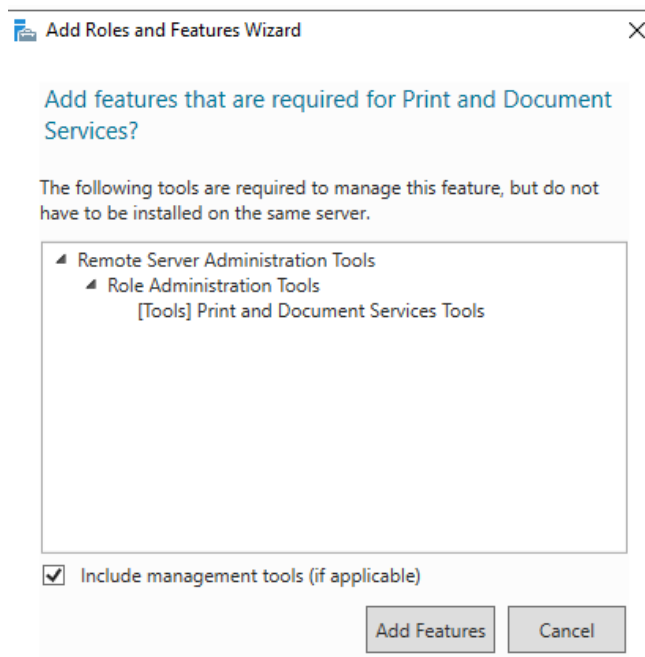 Add Roles and Features Wizard
Add features that are required for Print and Document
Services?
The following tools are required to manage this feature, but do not
have to be installed on the same server.
Remote Server Administration Tools
Role Administration Tools
[Tools] Print and Document Services Tools
Include management tools (if applicable)
Add Features
Cancel